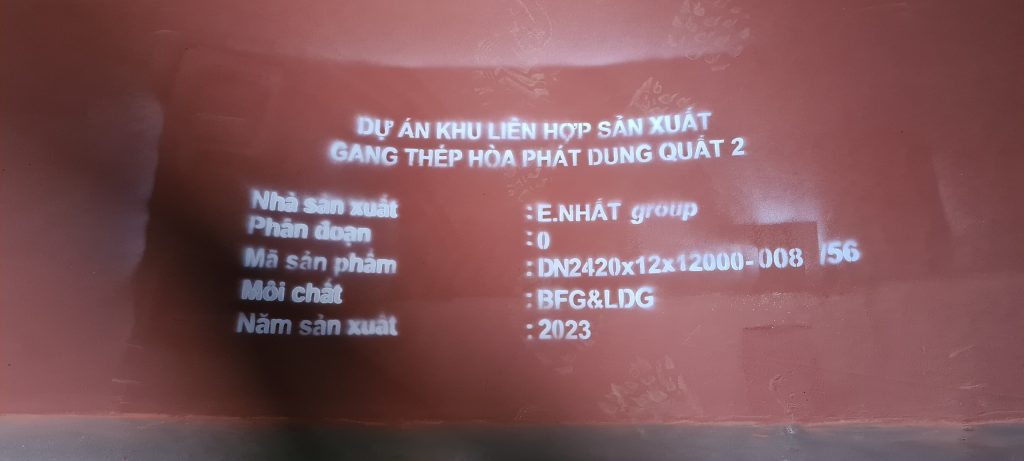 DỰ ÁN KHU LIÊN HỢP SẢN XUẤT
GANG THÉP HÒA PHÁT DUNG QUẤT 2
Nhà sản xuất : E.NHẤT group
Phân đoạn : 0
Mã sản phẩm : DN2420x12x12000-008 /56
Môi chất : BFG&LDG
Năm sản xuất : 2023